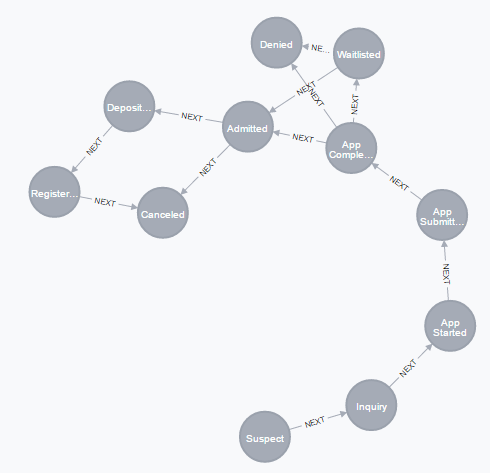 Denied
NE...
Waitlisted
NEXT
NEXT
NEXT
Deposit...
NEXT
Admitted
NEXT
App
Comple...
NEXT
NEXT
NEXT
Register...
NEXT
Canceled
App
Submitt...
NEXT
App
Started
NEXT
Inquiry
NEXT
Suspect